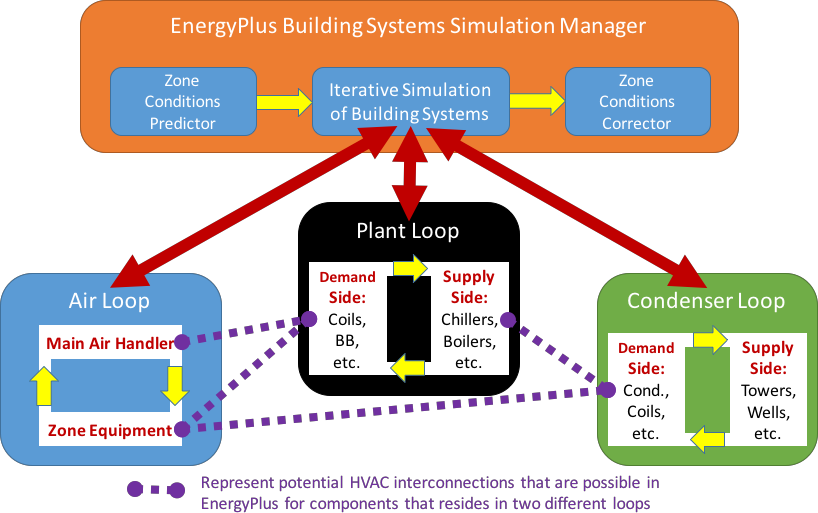 EnergyPlus Building Systems Simulation Manager
Zone
Conditions
Predictor
Iterative Simulation
of Building Systems
Zone
Conditions
Corrector
Plant Loop
Demand
Side:
Coils,
BB,
etc.
Supply
Side:
Chillers,
Boilers,
etc.
Air Loop
Main Air Handler
Zone Equipment
Condenser Loop
Demand
Side:
Cond.,
Coils,
etc.
Supply
Side:
Towers,
Wells,
etc.
Represent potential HVAC interconnections that are possible in
EnergyPlus for components that resides in two different loops